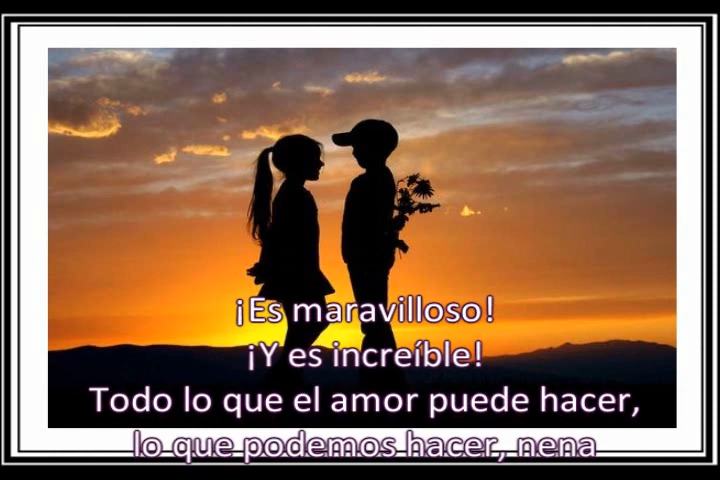 ¡Es maravilloso!
¡Y es increíble!
Todo lo que el amor puede hacer,
lo que podemos hacer, nena